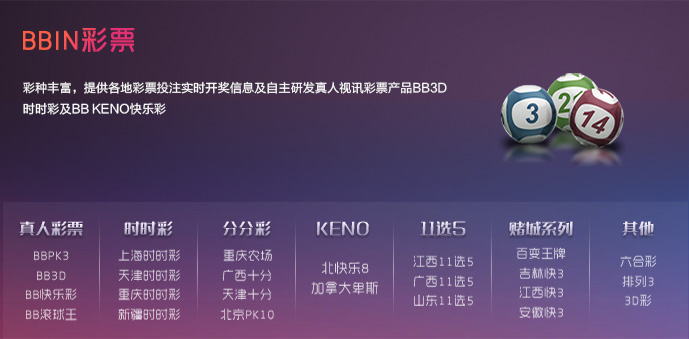 BBIN彩票
彩种丰富，提供各地彩票投注实时开奖信息及自主研发真人视讯彩票产品BB3D
时时彩及BB KENO快乐彩
3
2
14
真人彩票
BBPK3
BB3D
BB快乐彩
BB滚球王
时时彩
上海时时彩
天津时时彩
重庆时时彩
新疆时时彩
分分彩
重庆农场
广西十分
天津十分
北京PK10
KENO
北快乐8
加拿大卑斯
11选5
江西11选5
广西11选5
山东11选5
赌城系列
百变王牌
吉林快3
江西快3
安徽快3
其他
六合彩
排列3
3D彩